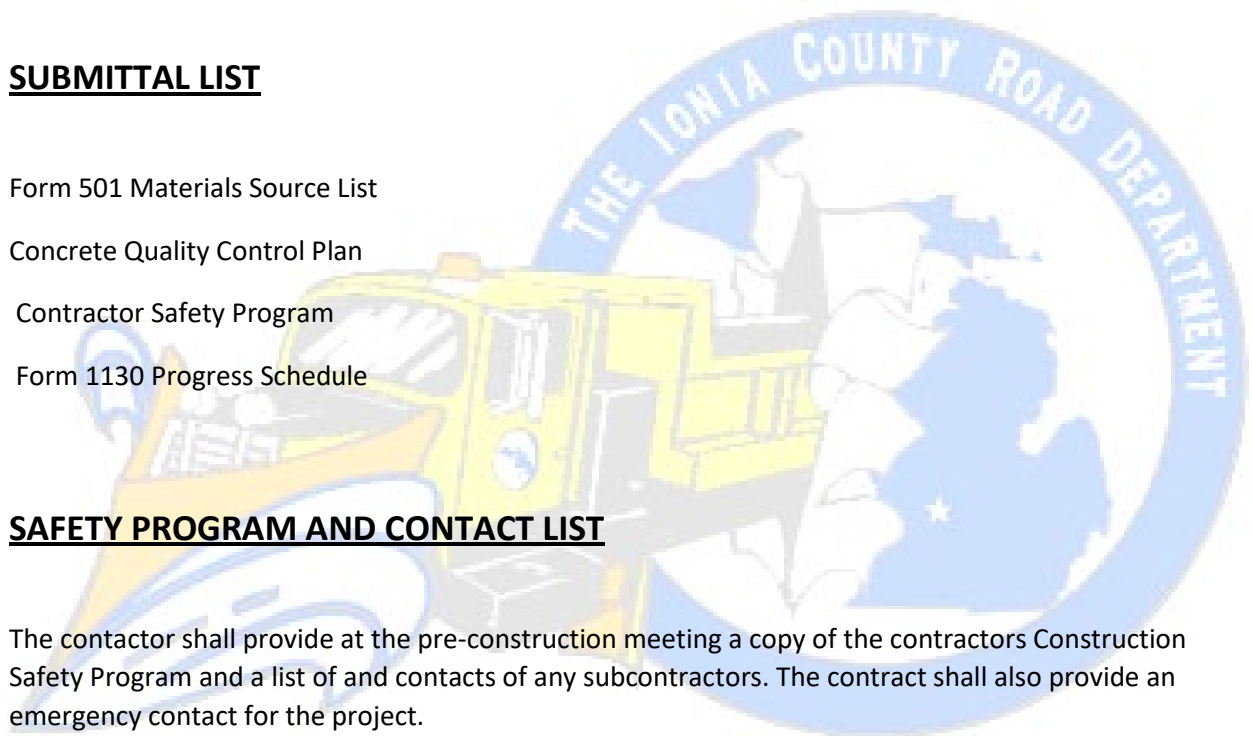 THE IONIA COUNTY ROAD DEPARTMENT
SUBMITTAL LIST
Form 501 Materials Source List
Concrete Quality Control Plan
Contractor Safety Program
Form 1130 Progress Schedule
SAFETY PROGRAM AND CONTACT LIST
The contactor shall provide at the pre-construction meeting a copy of the contractors Construction
Safety Program and a list of and contacts of any subcontractors. The contract shall also provide an
emergency contact for the project.